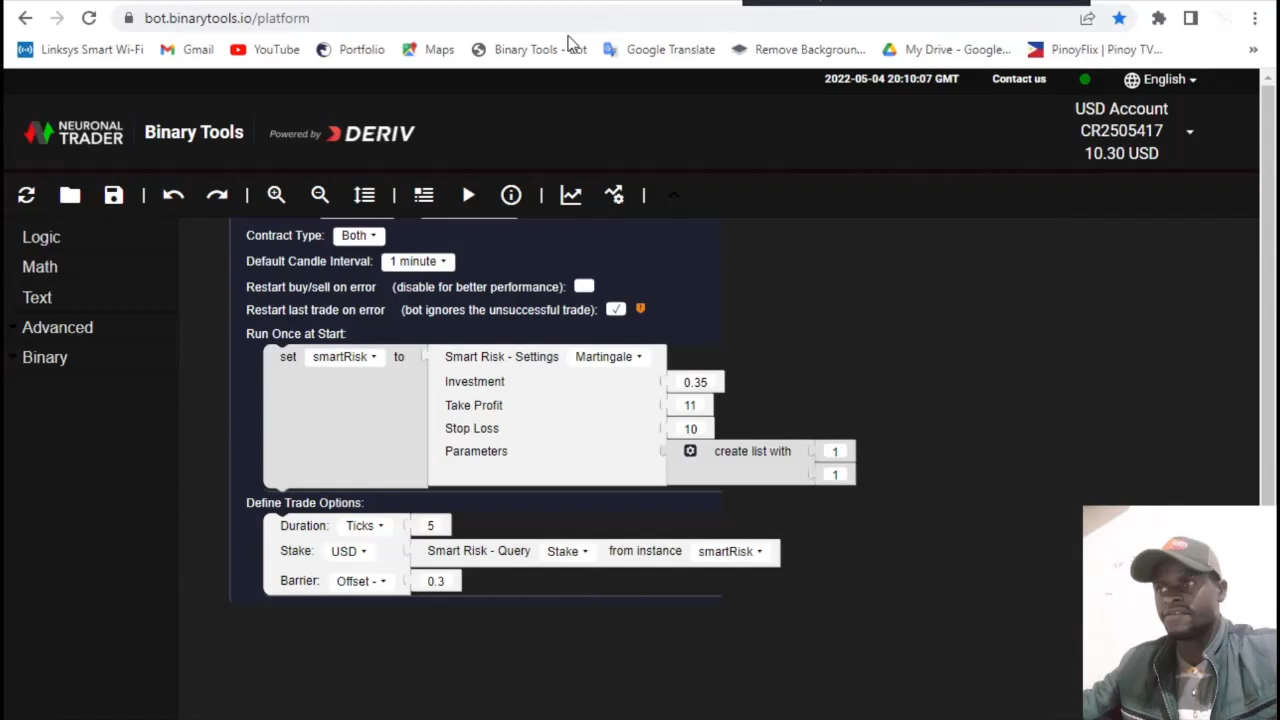 bot.binarytools.io/platform
Linksys Smart Wi-Fi Gmail YouTube Portfolio Maps Binary Tools - Bot Google Translate Remove Backgroun... My Drive - Google... PinoyFlix | Pinoy TV... »
2022-05-04 20:10:07 GMT Contact us English
NEURONAL TRADER Binary Tools Powered by DERIV
USD Account
CR2505417
10.30 USD
Logic
Math
Text
Advanced
Binary
Contract Type: Both
Default Candle Interval: 1 minute
Restart buy/sell on error (disable for better performance):
Restart last trade on error (bot ignores the unsuccessful trade): ✓
Run Once at Start:
set smartRisk to Smart Risk - Settings Martingale
Investment 0.35
Take Profit 11
Stop Loss 10
Parameters create list with 1
1
Define Trade Options:
Duration: Ticks 5
Stake: USD Smart Risk - Query Stake from instance smartRisk
Barrier: Offset - 0.3